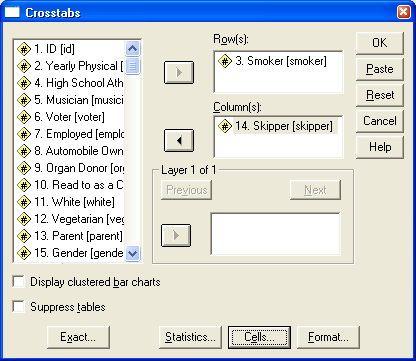 Crosstabs
1. ID [id]
2. Yearly Physical [
4. High School Ath
5. Musician [musici
6. Voter [voter]
7. Employed [emplo
8. Automobile Own
9. Organ Donor [org
10. Read to as a C
11. White [white]
12. Vegetarian [veg
13. Parent [parent]
15. Gender [gende
Row(s):
3. Smoker [smoker]
Column(s):
14. Skipper [skipper]
Layer 1 of 1
Previous
Next
OK
Paste
Reset
Cancel
Help
Display clustered bar charts
Suppress tables
Exact...
Statistics...
Cells...
Format...